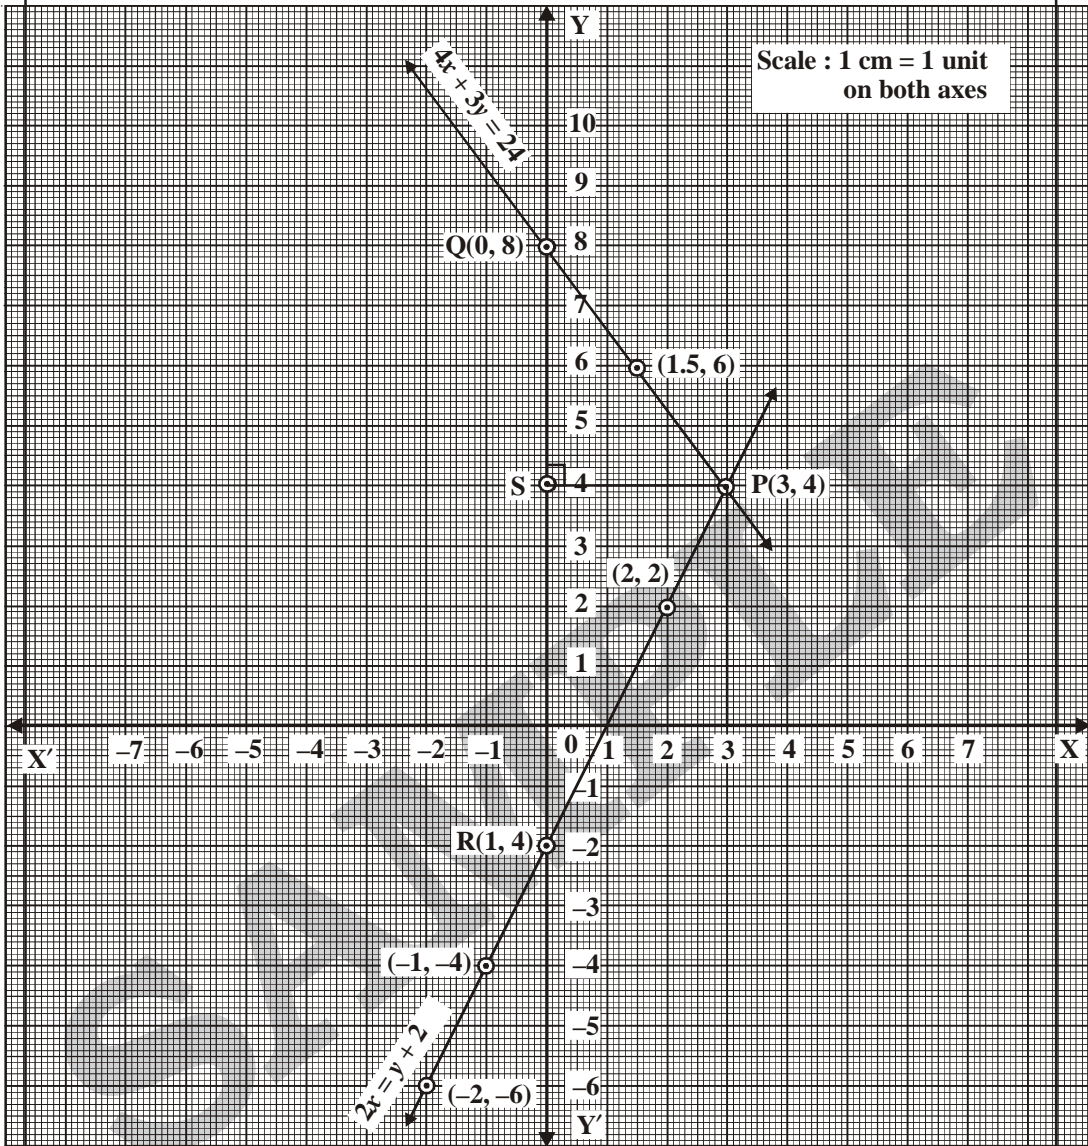 Y
Scale : 1 cm = 1 unit
on both axes
4x + 3y = 24
10
9
Q(0, 8)
8
7
6
(1.5, 6)
5
S
4
P(3, 4)
3
(2, 2)
2
1
X′
–7 –6 –5 –4 –3 –2 –1 0 1 2 3 4 5 6 7
X
–1
R(1, 4)
–2
–3
(–1, –4)
–4
–5
2x = y + 2
(–2, –6)
–6
Y′
SAMPLE